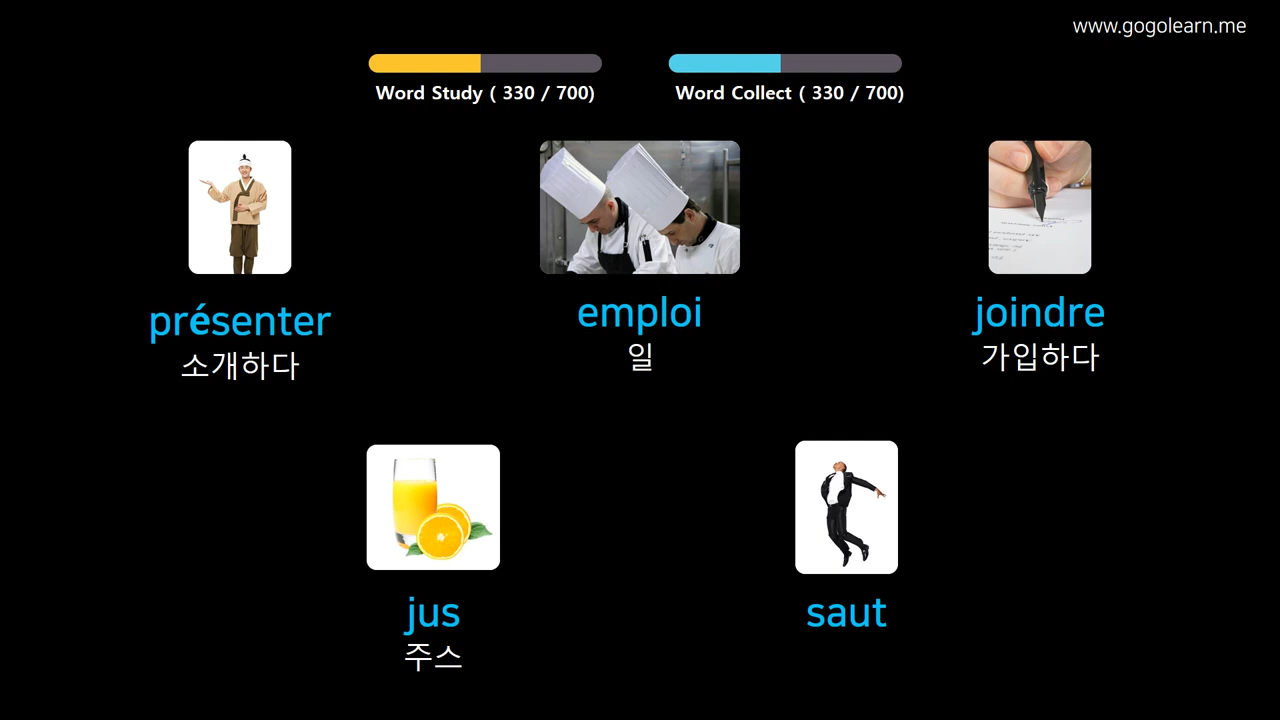 www.gogolearn.me
Word Study ( 330 / 700)
Word Collect ( 330 / 700)
présenter
소개하다
emploi
일
joindre
가입하다
jus
주스
saut